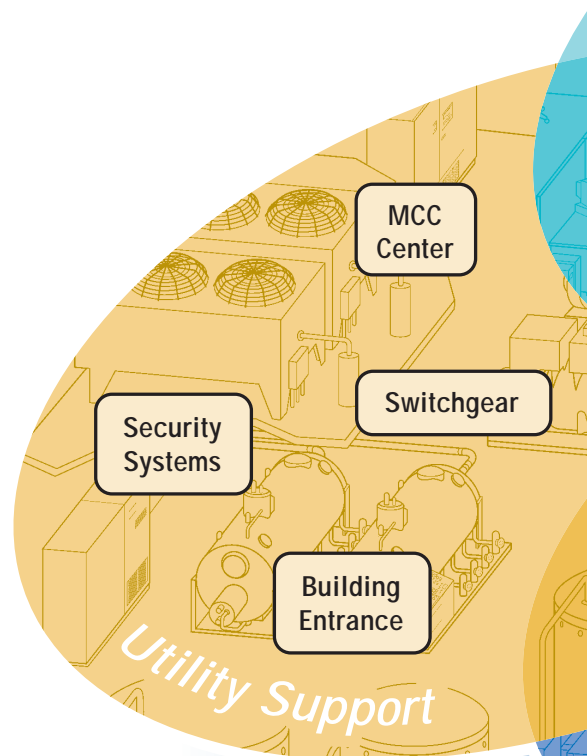 MCC
Center
Switchgear
Security
Systems
Building
Entrance
Utility Support